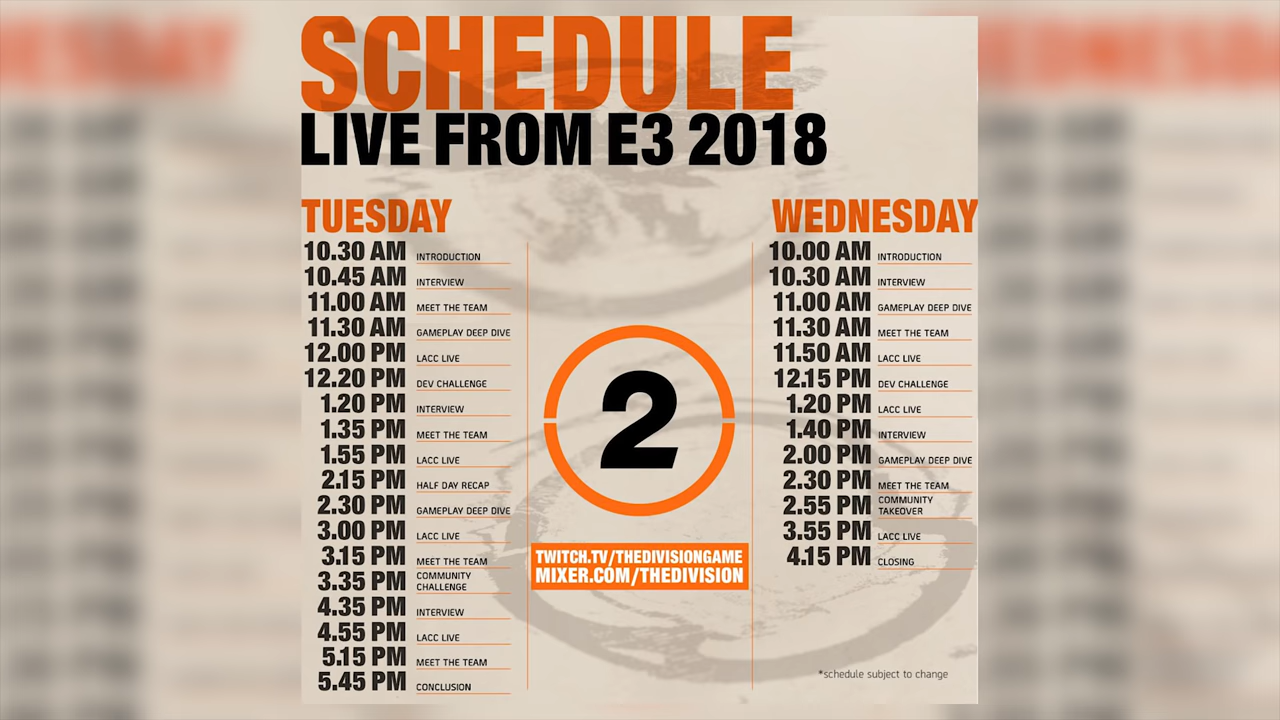 SCHEDULE
LIVE FROM E3 2018
TUESDAY
10.30 AM INTRODUCTION
10.45 AM INTERVIEW
11.00 AM MEET THE TEAM
11.30 AM GAMEPLAY DEEP DIVE
12.00 PM LACC LIVE
12.20 PM DEV CHALLENGE
1.20 PM INTERVIEW
1.35 PM MEET THE TEAM
1.55 PM LACC LIVE
2.15 PM HALF DAY RECAP
2.30 PM GAMEPLAY DEEP DIVE
3.00 PM LACC LIVE
3.15 PM MEET THE TEAM
3.35 PM COMMUNITY
CHALLENGE
4.35 PM INTERVIEW
4.55 PM LACC LIVE
5.15 PM MEET THE TEAM
5.45 PM CONCLUSION
2
TWITCH.TV/THEDIVISIONGAME
MIXER.COM/THEDIVISION
WEDNESDAY
10.00 AM INTRODUCTION
10.30 AM INTERVIEW
11.00 AM GAMEPLAY DEEP DIVE
11.30 AM MEET THE TEAM
11.50 AM LACC LIVE
12.15 PM DEV CHALLENGE
1.20 PM LACC LIVE
1.40 PM INTERVIEW
2.00 PM GAMEPLAY DEEP DIVE
2.30 PM MEET THE TEAM
2.55 PM COMMUNITY
TAKEOVER
3.55 PM LACC LIVE
4.15 PM CLOSING
*schedule subject to change